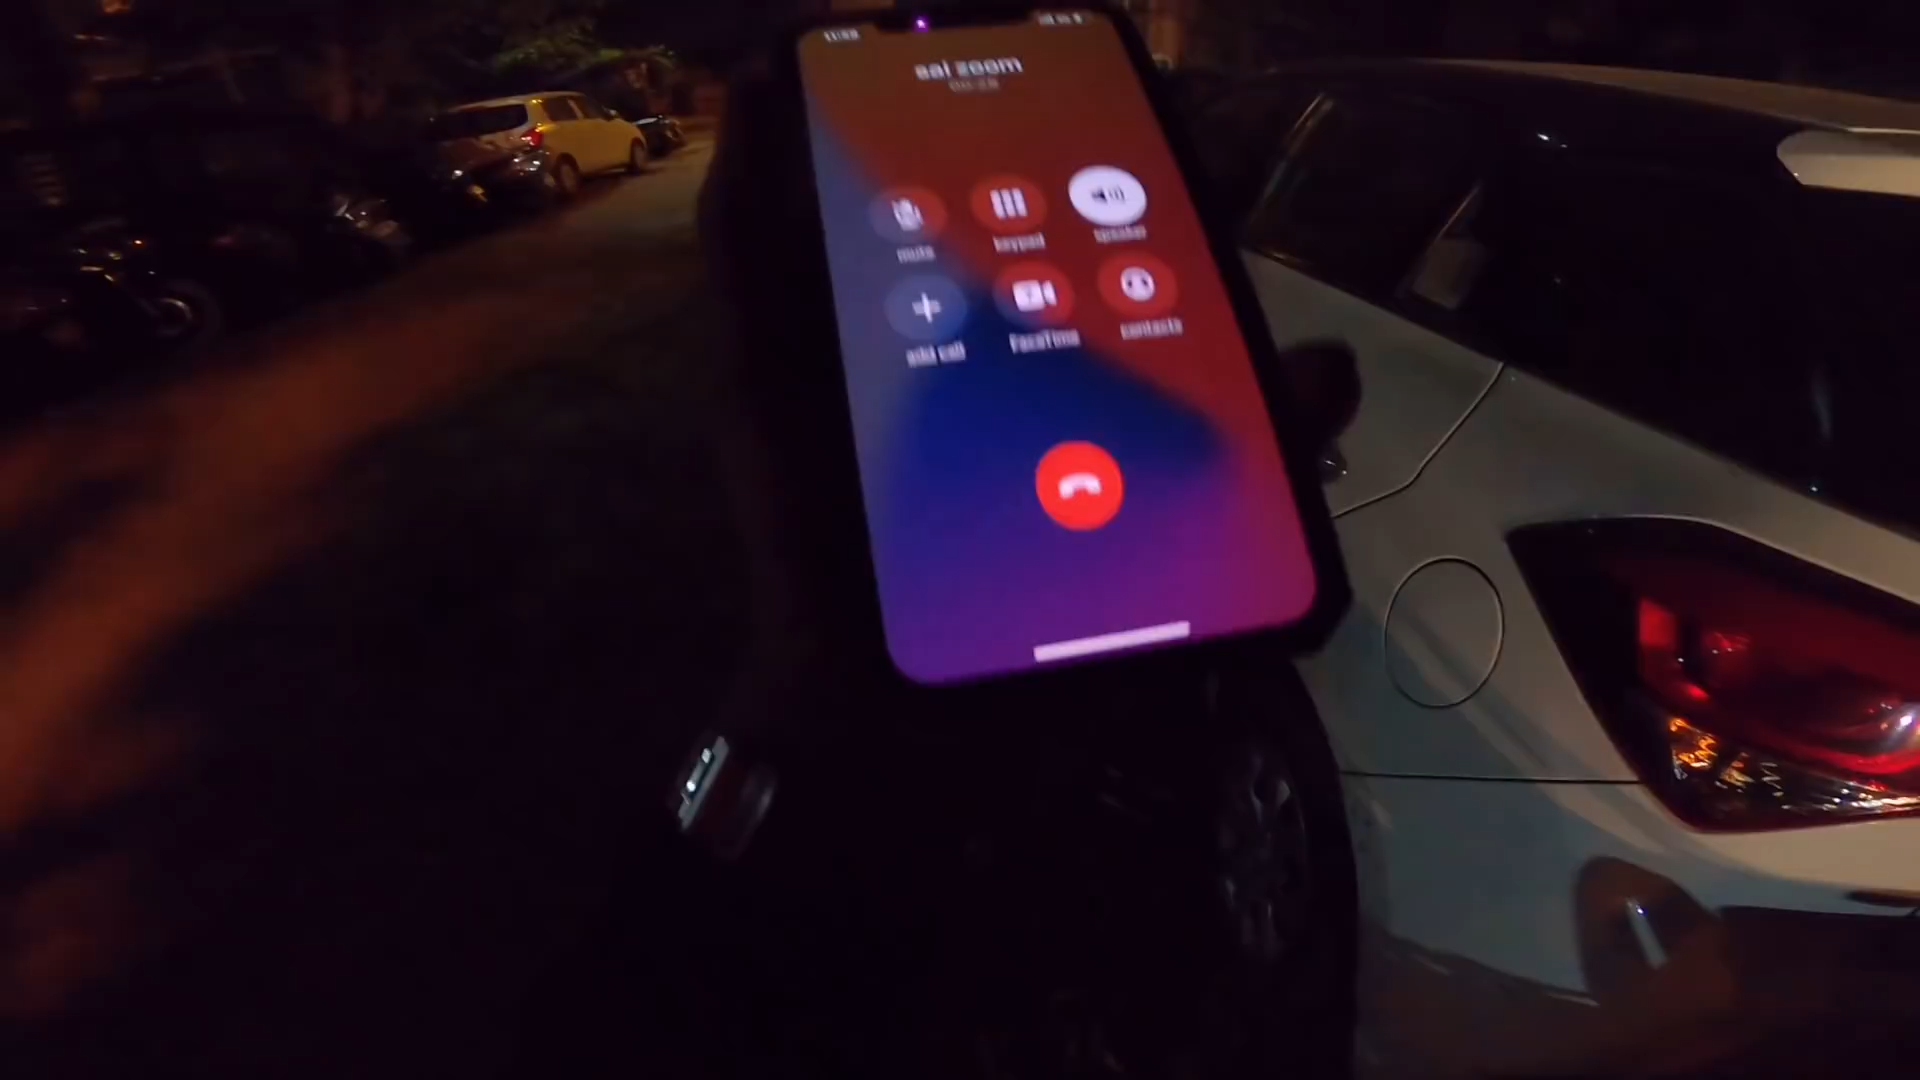 sai zoom
mute
keypad
speaker
add call
FaceTime
contacts